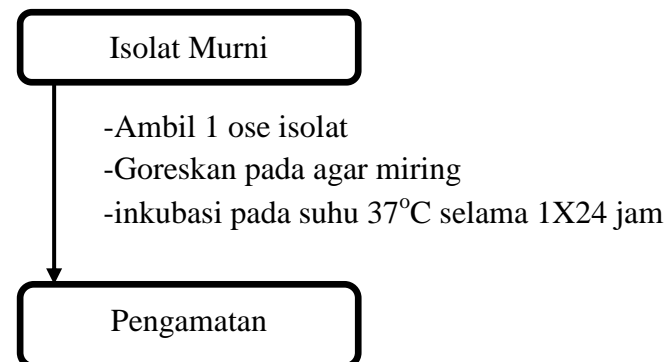 Isolat Murni
-Ambil 1 ose isolat
-Goreskan pada agar miring
-inkubasi pada suhu 37°C selama 1X24 jam
Pengamatan